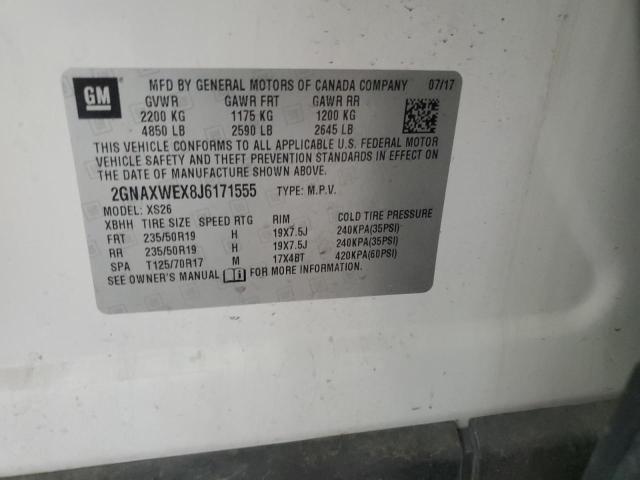 GM
MFD BY GENERAL MOTORS OF CANADA COMPANY 07/17
GVWR GAWR FRT GAWR RR
2200 KG 1175 KG 1200 KG
4850 LB 2590 LB 2645 LB
THIS VEHICLE CONFORMS TO ALL APPLICABLE U.S. FEDERAL MOTOR
VEHICLE SAFETY AND THEFT PREVENTION STANDARDS IN EFFECT ON
THE DATE OF MANUFACTURE SHOWN ABOVE.
2GNAXWEX8J6171555 TYPE: M.P.V.
MODEL: XS26
XBHH TIRE SIZE SPEED RTG RIM COLD TIRE PRESSURE
FRT 235/50R19 H 19X7.5J 240KPA(35PSI)
RR 235/50R19 H 19X7.5J 240KPA(35PSI)
SPA T125/70R17 M 17X4BT 420KPA(60PSI)
SEE OWNER'S MANUAL FOR MORE INFORMATION.